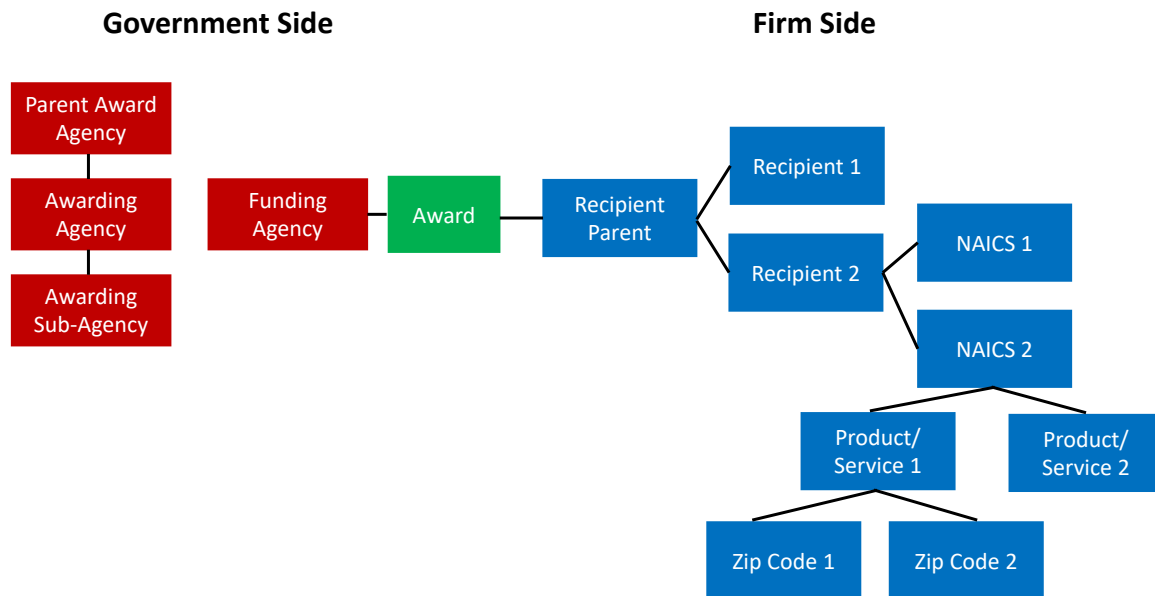 Government Side
Firm Side
Parent Award
Agency
Awarding
Agency
Awarding
Sub-Agency
Funding
Agency
Award
Recipient
Parent
Recipient 1
Recipient 2
NAICS 1
NAICS 2
Product/
Service 1
Product/
Service 2
Zip Code 1
Zip Code 2